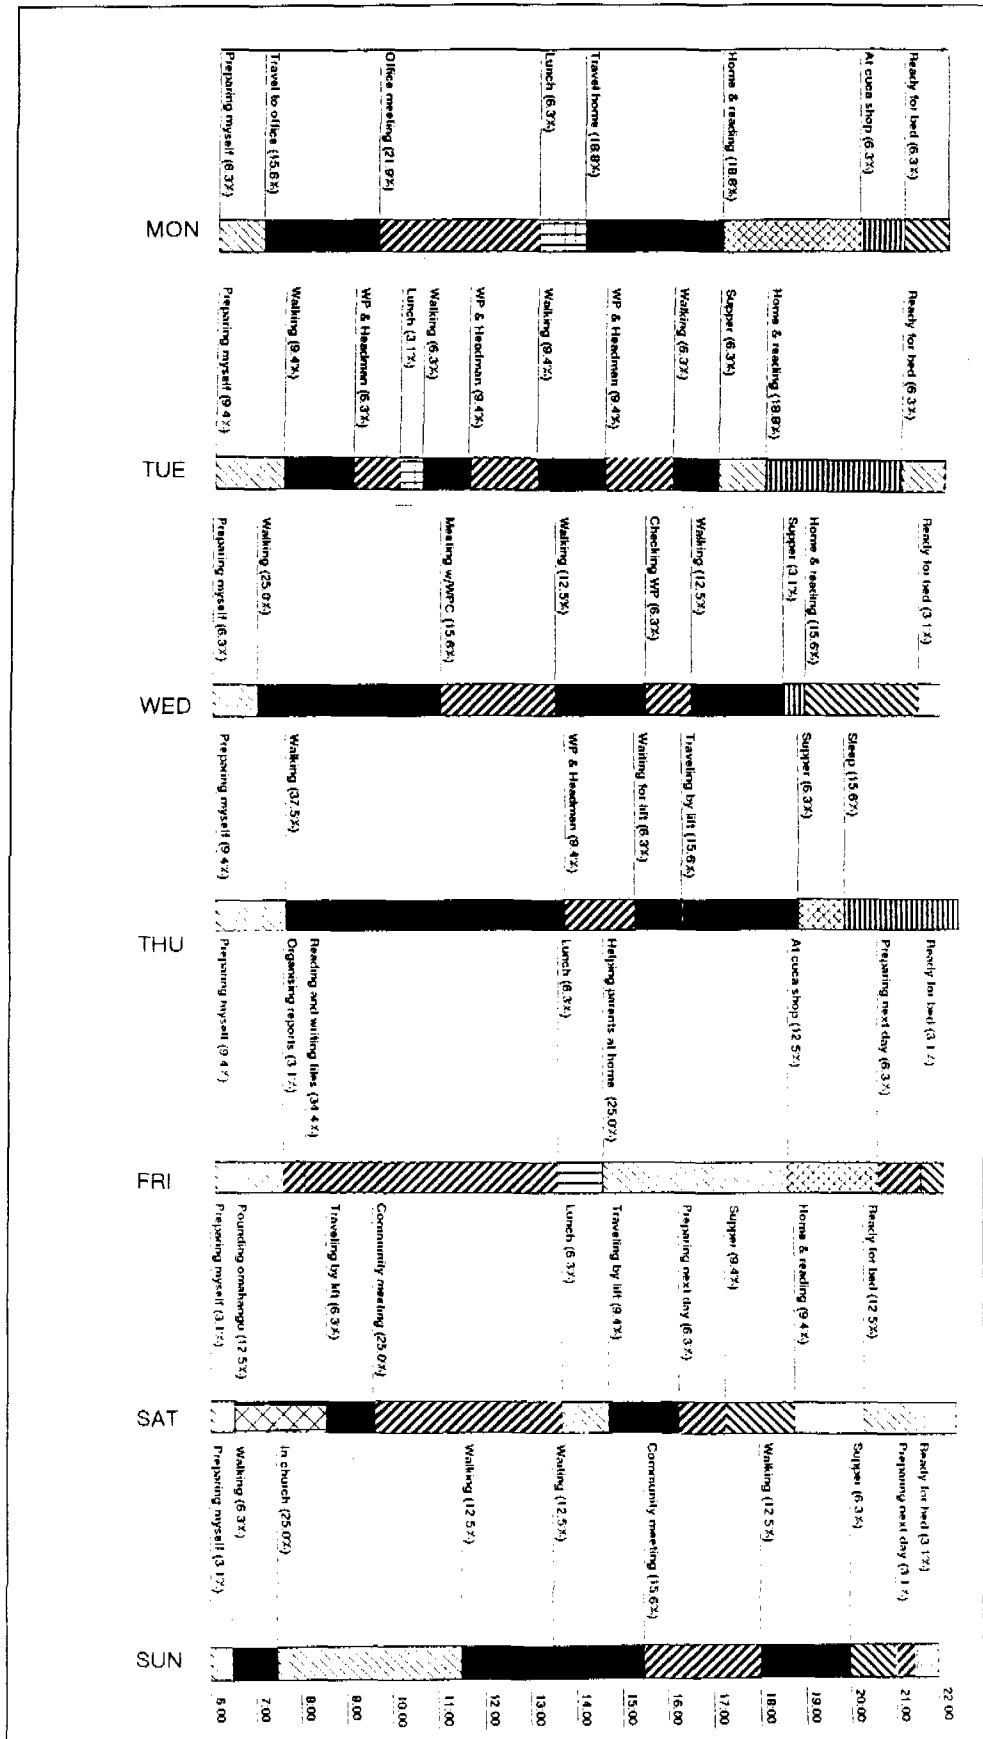 MON
Preparing myself (6.3%)
Travel to office (15.6%)
Office meeting (21.9%)
Lunch (6.3%)
Travel home (18.8%)
Home & reading (18.8%)
At cuca shop (6.3%)
Ready for bed (6.3%)
TUE
Preparing myself (9.4%)
Walking (9.4%)
WP & Headman (6.3%)
Lunch (3.1%)
Walking (6.3%)
WP & Headman (9.4%)
Walking (9.4%)
WP & Headman (9.4%)
Walking (6.3%)
Supper (6.3%)
Home & reading (18.8%)
Ready for bed (6.3%)
WED
Preparing myself (6.3%)
Walking (25.0%)
Meeting w/WPC (15.6%)
Walking (12.5%)
Checking WP (6.3%)
Walking (12.5%)
Supper (3.1%)
Home & reading (15.6%)
Ready for bed (3.1%)
THU
Preparing myself (9.4%)
Walking (37.5%)
WP & Headman (9.4%)
Waiting for lift (6.3%)
Traveling by lift (15.6%)
Supper (6.3%)
Sleep (15.6%)
FRI
Preparing myself (9.4%)
Organising reports (3.1%)
Reading and writing files (34.4%)
Lunch (6.3%)
Helping parents at home (25.0%)
At cuca shop (12.5%)
Preparing next day (6.3%)
Ready for bed (3.1%)
SAT
Preparing myself (3.1%)
Pounding omahangu (12.5%)
Traveling by lift (6.3%)
Community meeting (25.0%)
Lunch (6.3%)
Traveling by lift (9.4%)
Preparing next day (6.3%)
Supper (9.4%)
Home & reading (9.4%)
Ready for bed (12.5%)
SUN
Preparing myself (3.1%)
Walking (6.3%)
In church (25.0%)
Walking (12.5%)
Waiting (12.5%)
Community meeting (15.6%)
Walking (12.5%)
Supper (6.3%)
Preparing next day (3.1%)
Ready for bed (3.1%)
6:00
7:00
8:00
9:00
10:00
11:00
12:00
13:00
14:00
15:00
16:00
17:00
18:00
19:00
20:00
21:00
22:00